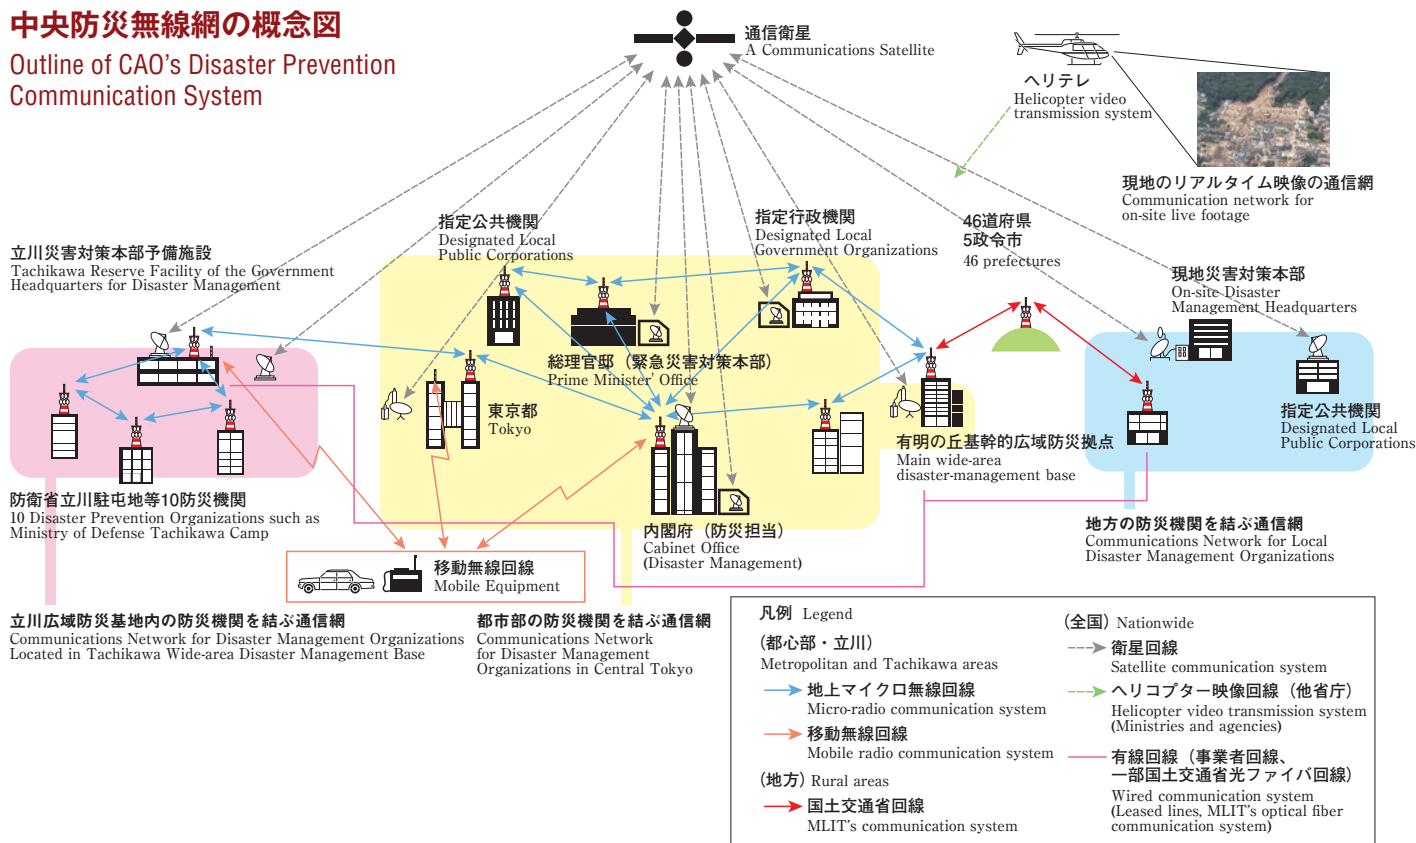 中央防災無線網の概念図
Outline of CAO's Disaster Prevention
Communication System
通信衛星
A Communications Satellite
ヘリテレ
Helicopter video
transmission system
現地のリアルタイム映像の通信網
Communication network for
on-site live footage
立川災害対策本部予備施設
Tachikawa Reserve Facility of the Government
Headquarters for Disaster Management
指定公共機関
Designated Local
Public Corporations
指定行政機関
Designated Local
Government Organizations
46道府県
5政令市
46 prefectures
現地災害対策本部
On-site Disaster
Management Headquarters
総理官邸（緊急災害対策本部）
Prime Minister' Office
東京都
Tokyo
指定公共機関
Designated Local
Public Corporations
有明の丘基幹的広域防災拠点
Main wide-area
disaster-management base
防衛省立川駐屯地等10防災機関
10 Disaster Prevention Organizations such as
Ministry of Defense Tachikawa Camp
内閣府（防災担当）
Cabinet Office
(Disaster Management)
地方の防災機関を結ぶ通信網
Communications Network for Local
Disaster Management Organizations
移動無線回線
Mobile Equipment
立川広域防災基地内の防災機関を結ぶ通信網
Communications Network for Disaster Management Organizations
Located in Tachikawa Wide-area Disaster Management Base
都市部の防災機関を結ぶ通信網
Communications Network
for Disaster Management
Organizations in Central Tokyo
凡例 Legend
(都心部・立川)
Metropolitan and Tachikawa areas
地上マイクロ無線回線
Micro-radio communication system
移動無線回線
Mobile radio communication system
(地方) Rural areas
国土交通省回線
MLIT's communication system
(全国) Nationwide
衛星回線
Satellite communication system
ヘリコプター映像回線（他省庁）
Helicopter video transmission system
(Ministries and agencies)
有線回線（事業者回線、
一部国土交通省光ファイバ回線）
Wired communication system
(Leased lines, MLIT's optical fiber
communication system)